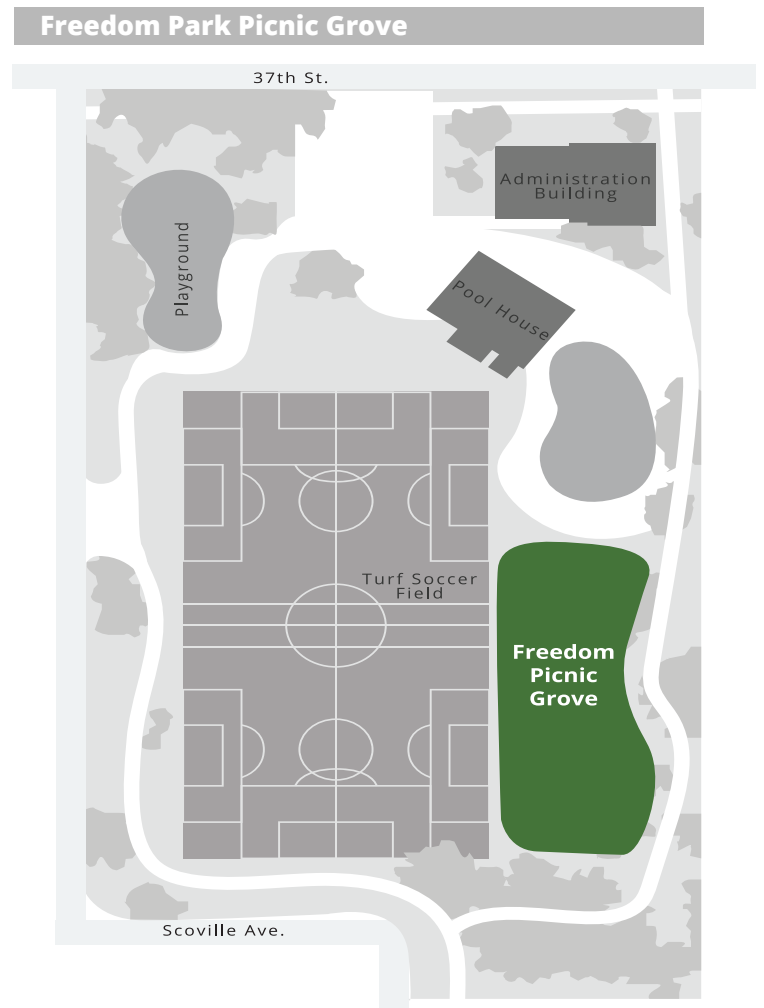 Freedom Park Picnic Grove
37th St.
Administration
Building
Playground
Pool House
Turf Soccer
Field
Freedom
Picnic
Grove
Scoville Ave.